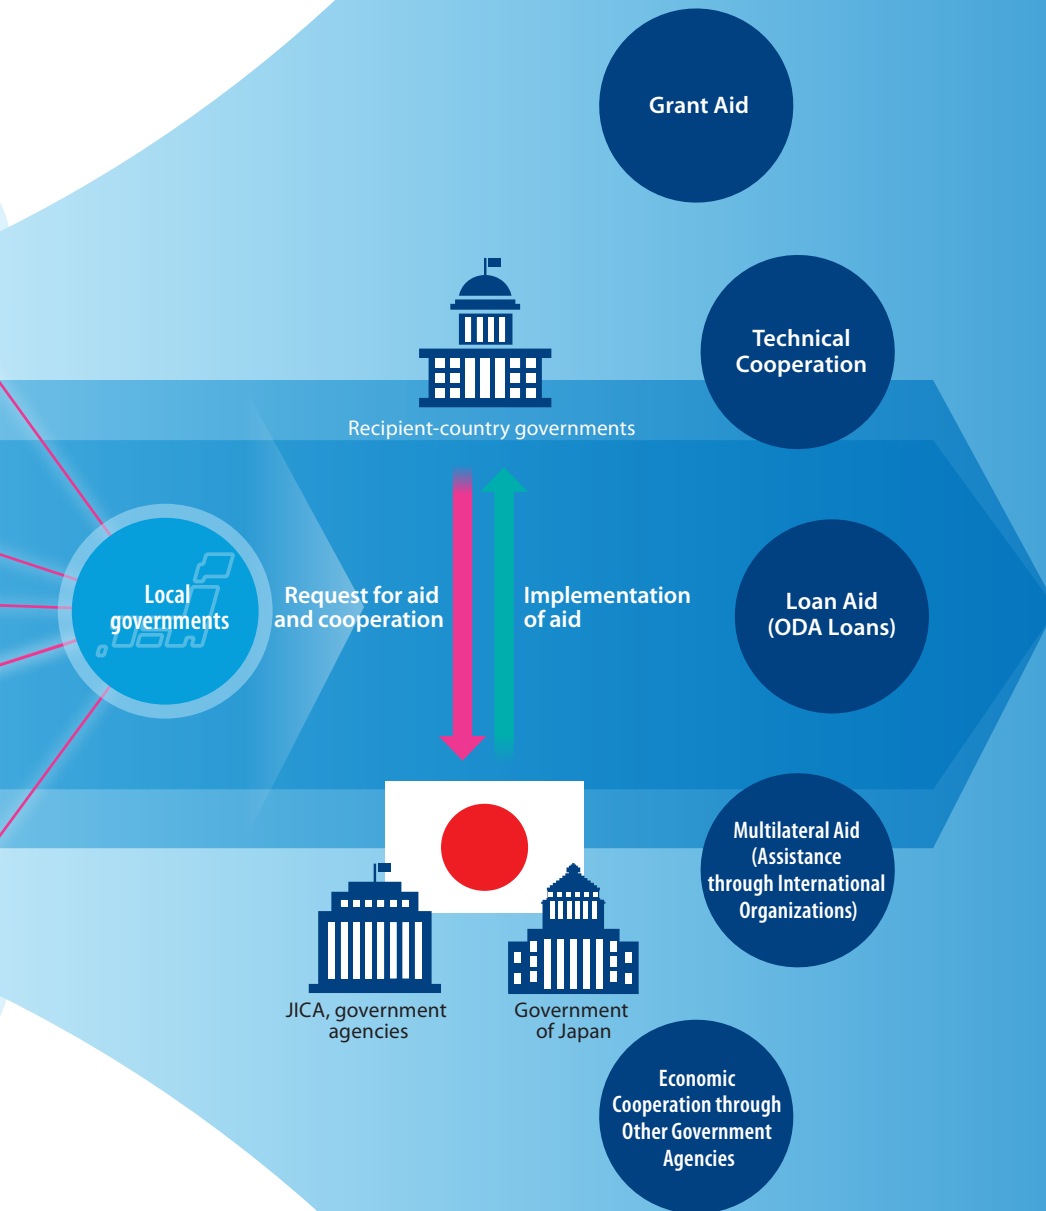 Grant Aid
Technical
Cooperation
Recipient-country governments
Local
governments
Request for aid
and cooperation
Implementation
of aid
Loan Aid
(ODA Loans)
Multilateral Aid
(Assistance
through International
Organizations)
JICA, government
agencies
Government
of Japan
Economic
Cooperation through
Other Government
Agencies